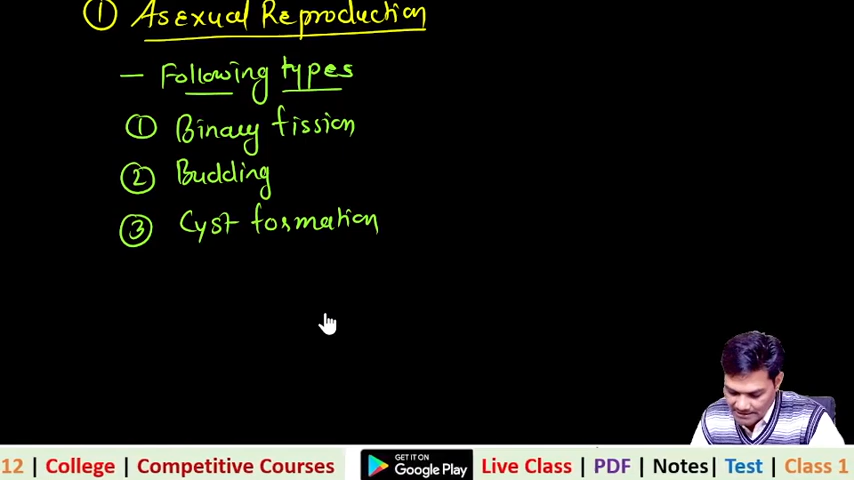 ① Asexual Reproduction
— Following types
① Binary fission
② Budding
③ Cyst formation
12 | College | Competitive Courses
GET IT ON
Google Play
Live Class | PDF | Notes| Test | Class 1